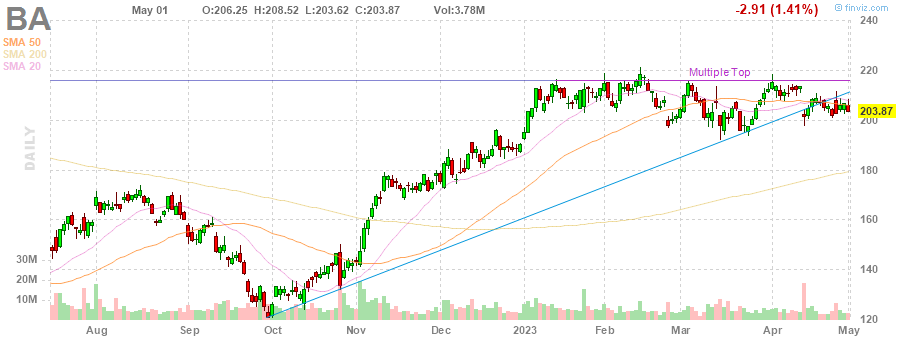 BA May 01 O:206.25 H:208.52 L:203.62 C:203.87 Vol:3.78M -2.91 (1.41%) finviz.com
SMA 50
SMA 200
SMA 20
Multiple Top
DAILY
240
220
203.87
200
180
160
140
120
30M
20M
10M
Aug Sep Oct Nov Dec 2023 Feb Mar Apr May